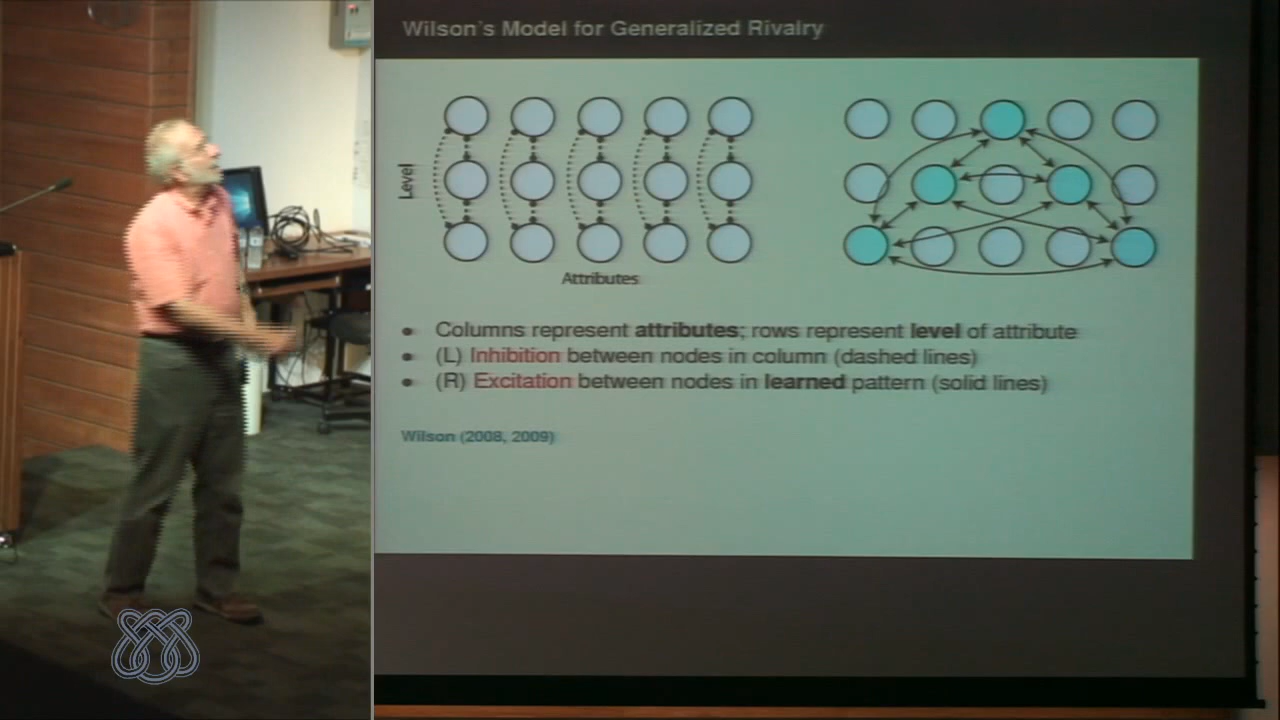 Wilson's Model for Generalized Rivalry
Level
Attributes
• Columns represent attributes; rows represent level of attribute
• (L) Inhibition between nodes in column (dashed lines)
• (R) Excitation between nodes in learned pattern (solid lines)
Wilson (2008, 2009)